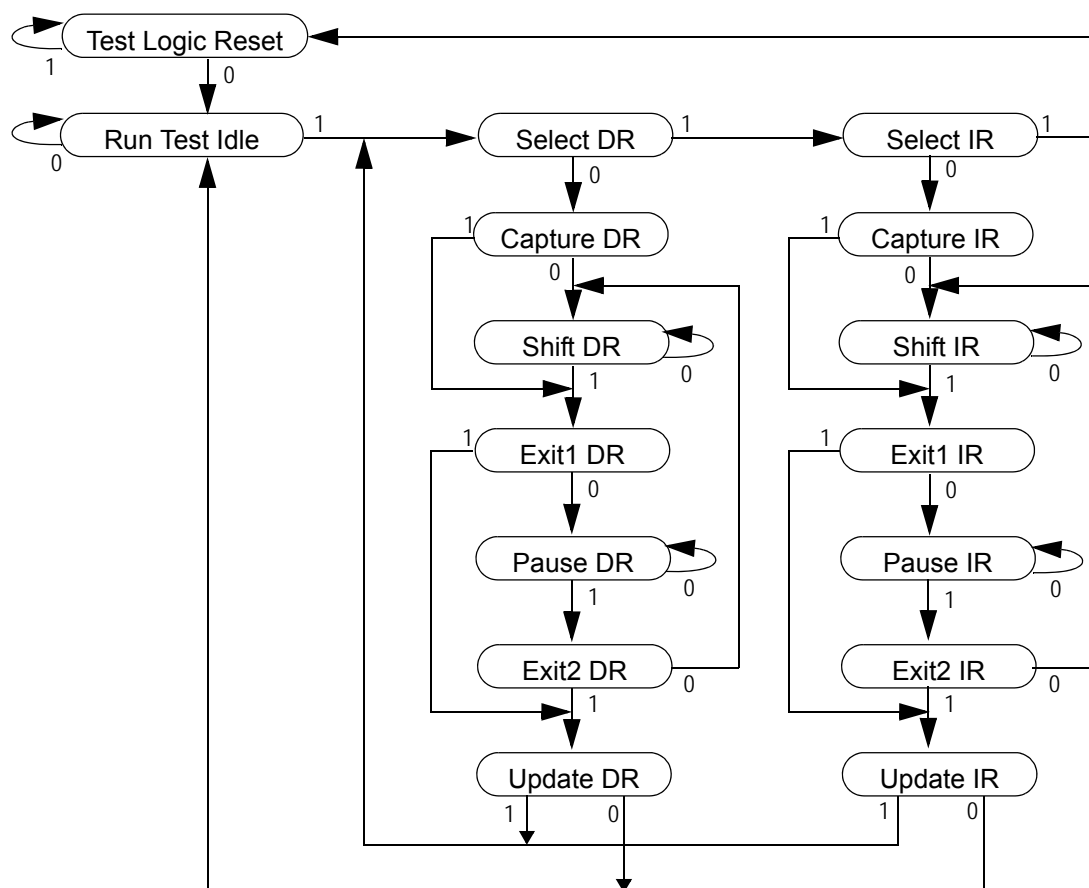 Test Logic Reset
1
0
Run Test Idle
1
Select DR
1
Select IR
1
0
0
0
1
Capture DR
1
Capture IR
0
0
Shift DR
Shift IR
1
0
1
0
1
Exit1 DR
1
Exit1 IR
0
0
Pause DR
Pause IR
1
0
1
0
Exit2 DR
Exit2 IR
1
0
1
0
Update DR
Update IR
1
0
1
0